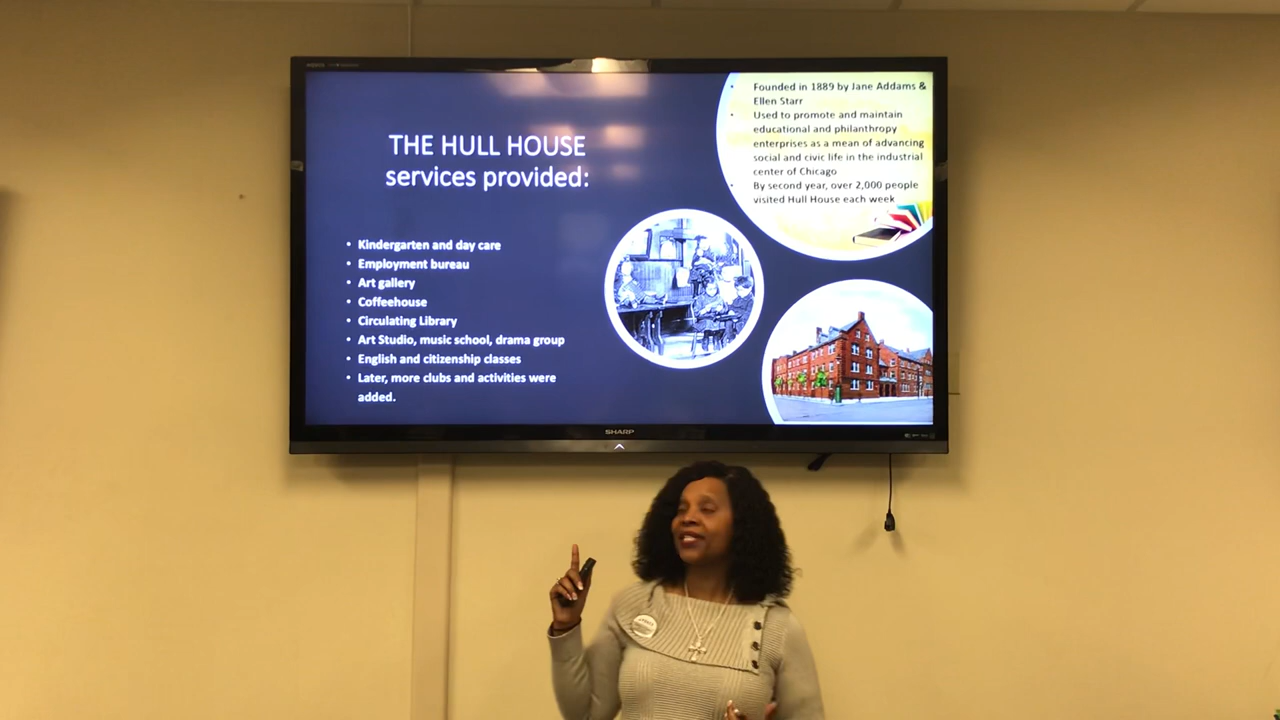 THE HULL HOUSE
services provided:
• Kindergarten and day care
• Employment bureau
• Art gallery
• Coffeehouse
• Circulating Library
• Art Studio, music school, drama group
• English and citizenship classes
• Later, more clubs and activities were
added.
• Founded in 1889 by Jane Addams &
Ellen Starr
• Used to promote and maintain
educational and philanthropy
enterprises as a mean of advancing
social and civic life in the industrial
center of Chicago
• By second year, over 2,000 people
visited Hull House each week
SHARP